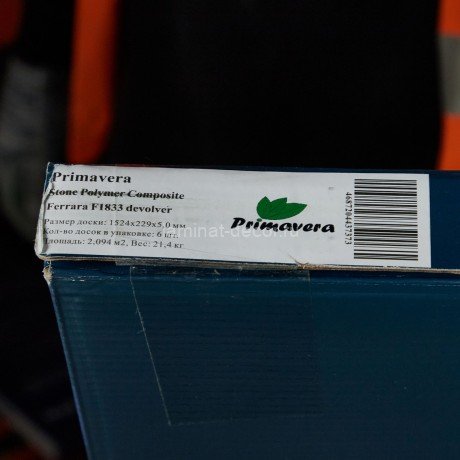 Primavera
Stone Polymer Composite
Ferrara F1833 devolver
Размер доски: 1524x229x5,0 мм
Кол-во досок в упаковке: 6 шт.
Площадь: 2,094 м2, Вес: 21,4 кг
Primavera